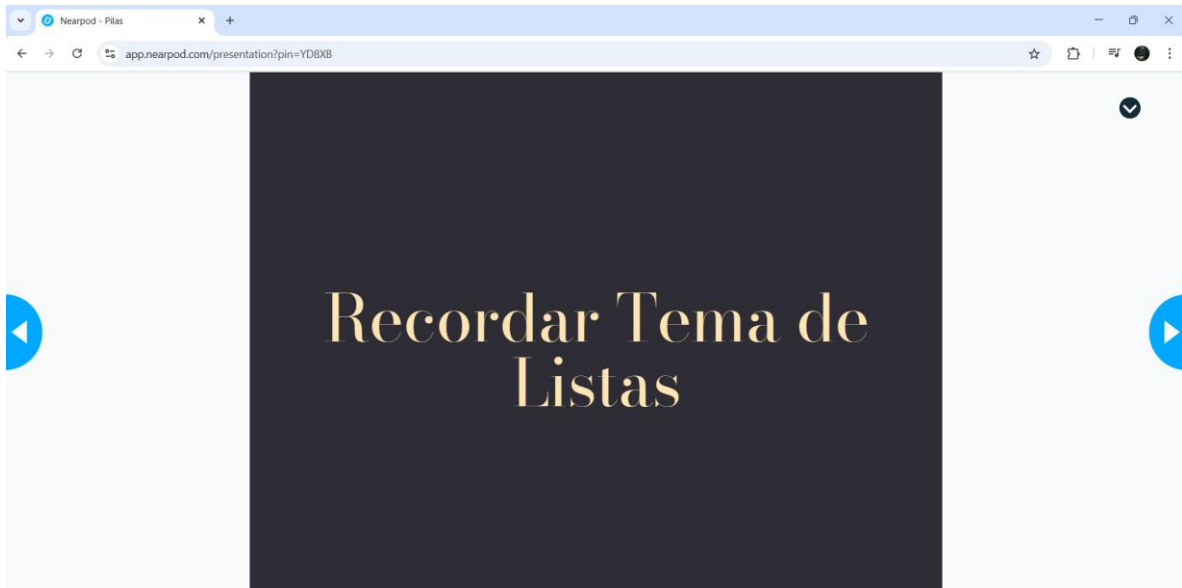 Nearpod - Pilas
app.nearpod.com/presentation?pin=YD8XB
Recordar Tema de
Listas